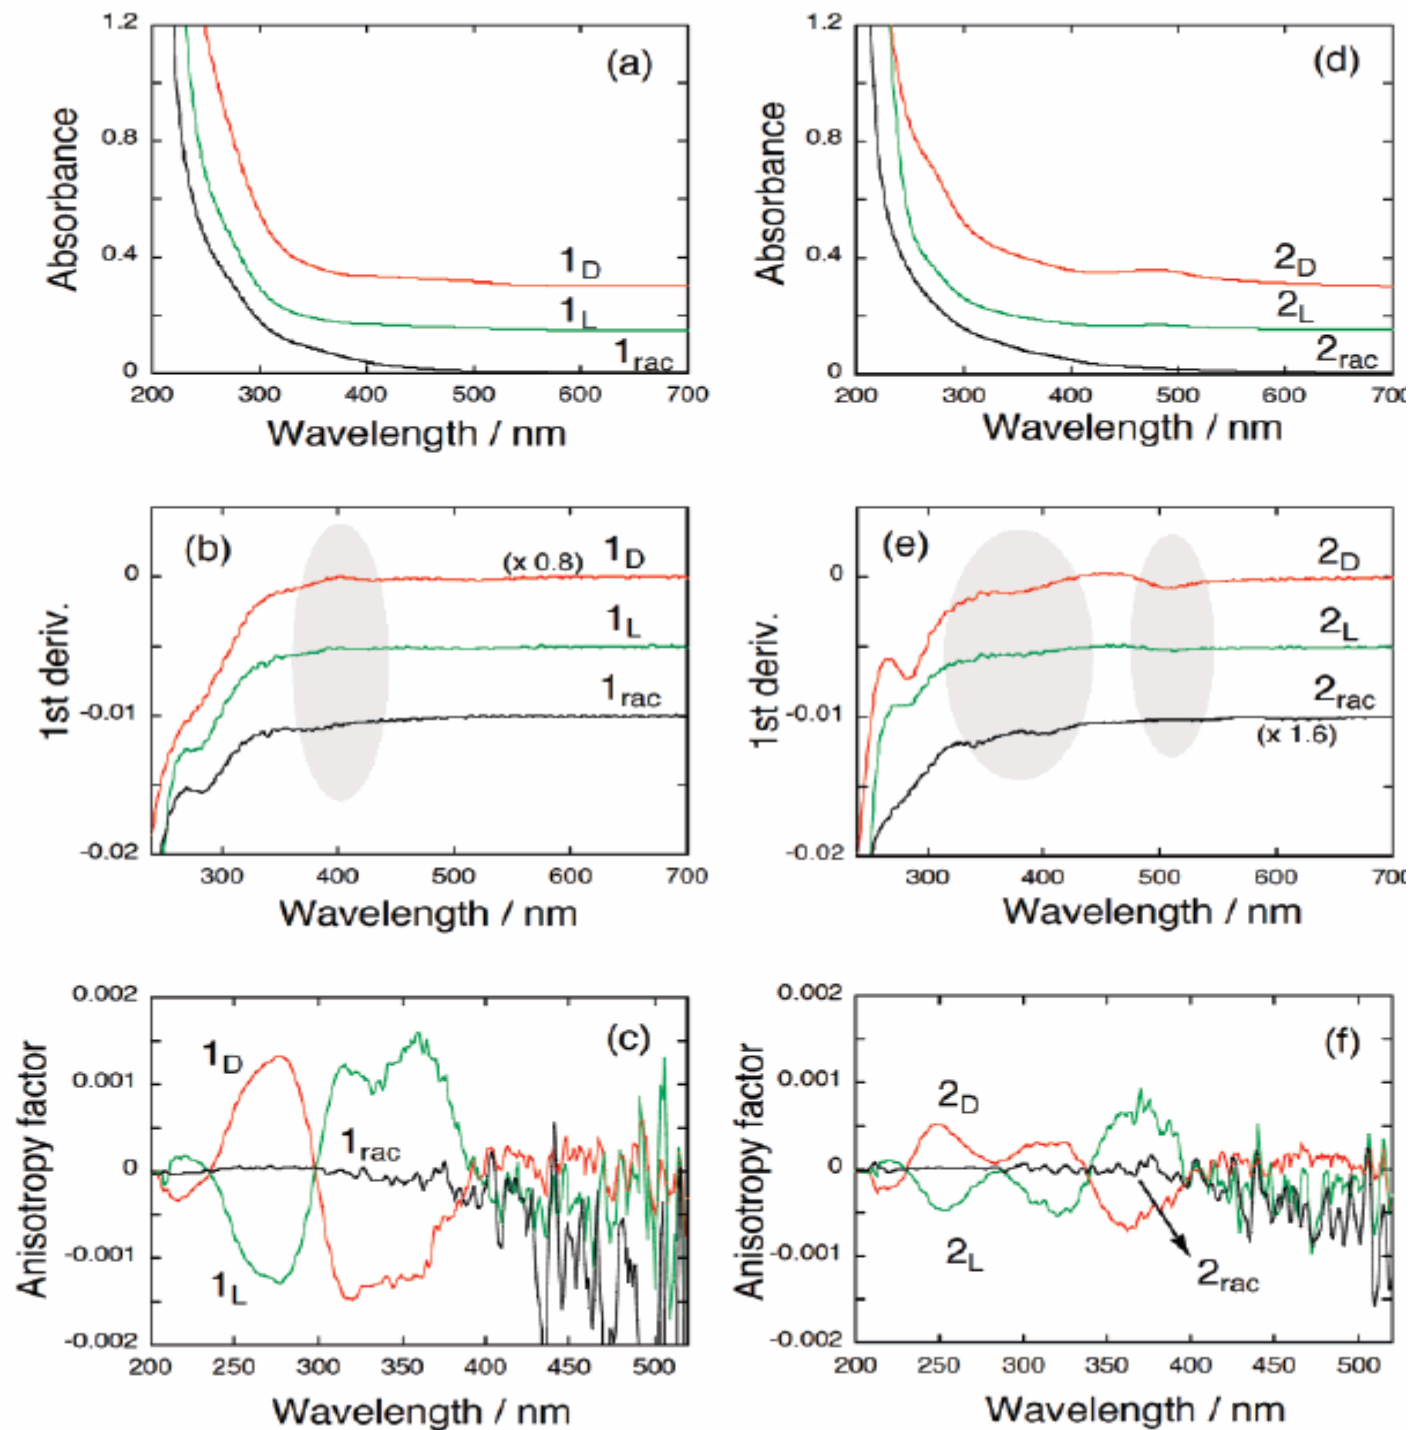 1.2
(a)
0.8
Absorbance
0.4
1D
1L
1rac
0
200 300 400 500 600 700
Wavelength / nm
1.2
(d)
0.8
Absorbance
0.4
2D
2L
2rac
0
200 300 400 500 600 700
Wavelength / nm
(b)
(x 0.8)
1D
0
1st deriv.
1L
1rac
-0.01
-0.02
300 400 500 600 700
Wavelength / nm
(e)
2D
0
1st deriv.
2L
2rac
-0.01
(x 1.6)
-0.02
300 400 500 600 700
Wavelength / nm
0.002
(c)
1D
0.001
Anisotropy factor
1rac
0
-0.001
1L
-0.002
200 250 300 350 400 450 500
Wavelength / nm
0.002
(f)
0.001
2D
Anisotropy factor
0
2L
-0.001
2rac
-0.002
200 250 300 350 400 450 500
Wavelength / nm